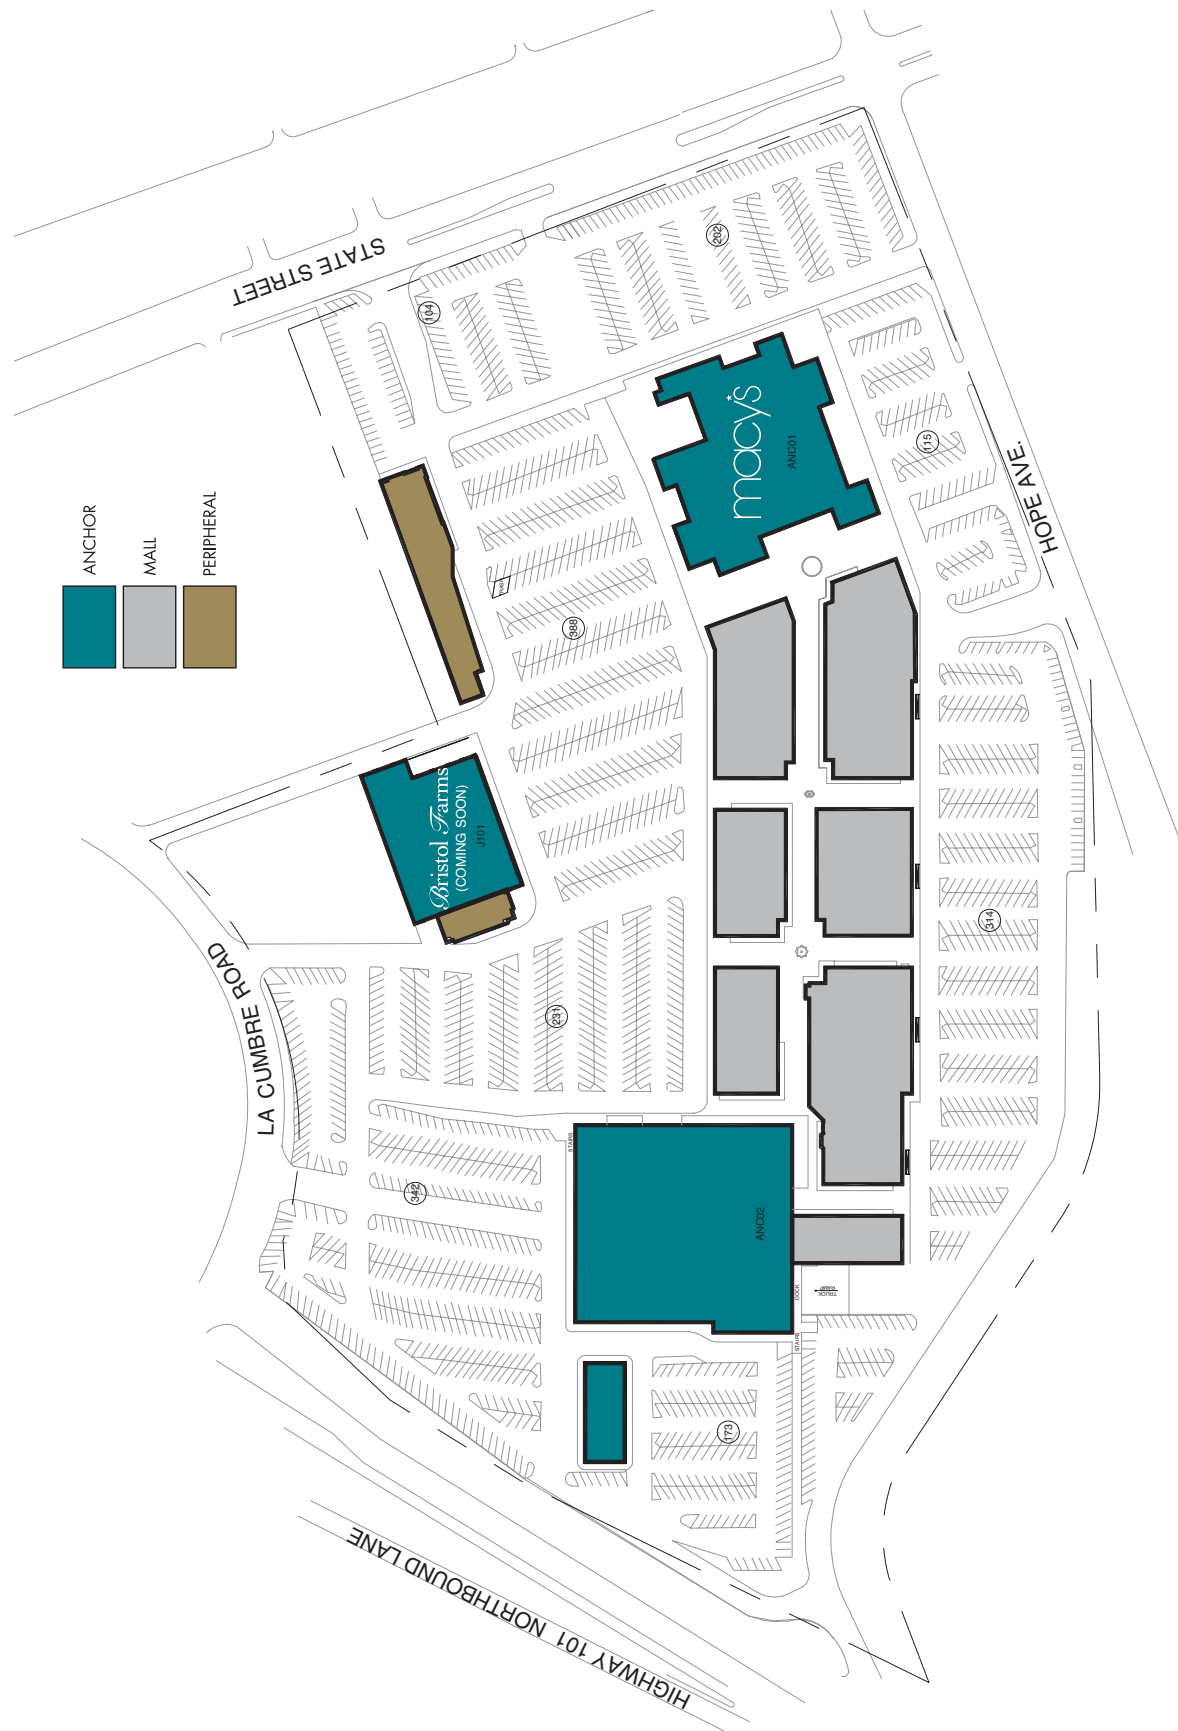 ANCHOR
MALL
PERIPHERAL
STATE STREET
104
202
115
HOPE AVE.
macy's
ANC01
388
Bristol Farms
(COMING SOON)
J101
LA CUMBRE ROAD
231
314
342
STAIRS
ANC02
DOCK
TRUCK
RAMP
STAIRS
173
HIGHWAY 101 NORTHBOUND LANE